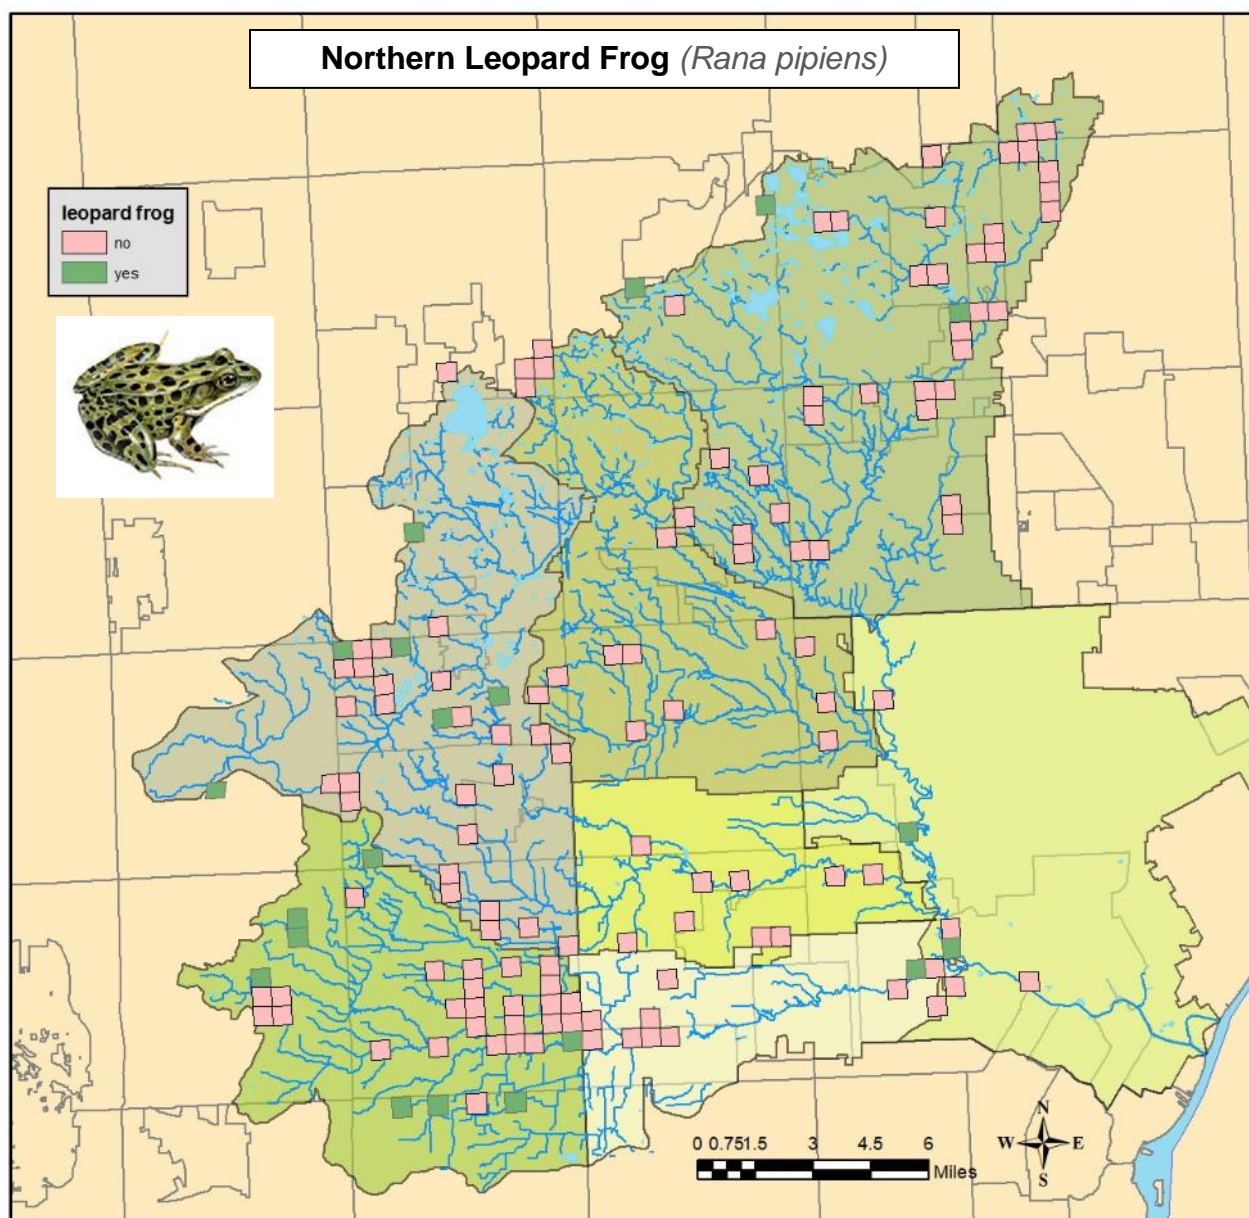 Northern Leopard Frog (Rana pipiens)
leopard frog
no
yes
N
W E
S
0 0.751.5 3 4.5 6
Miles